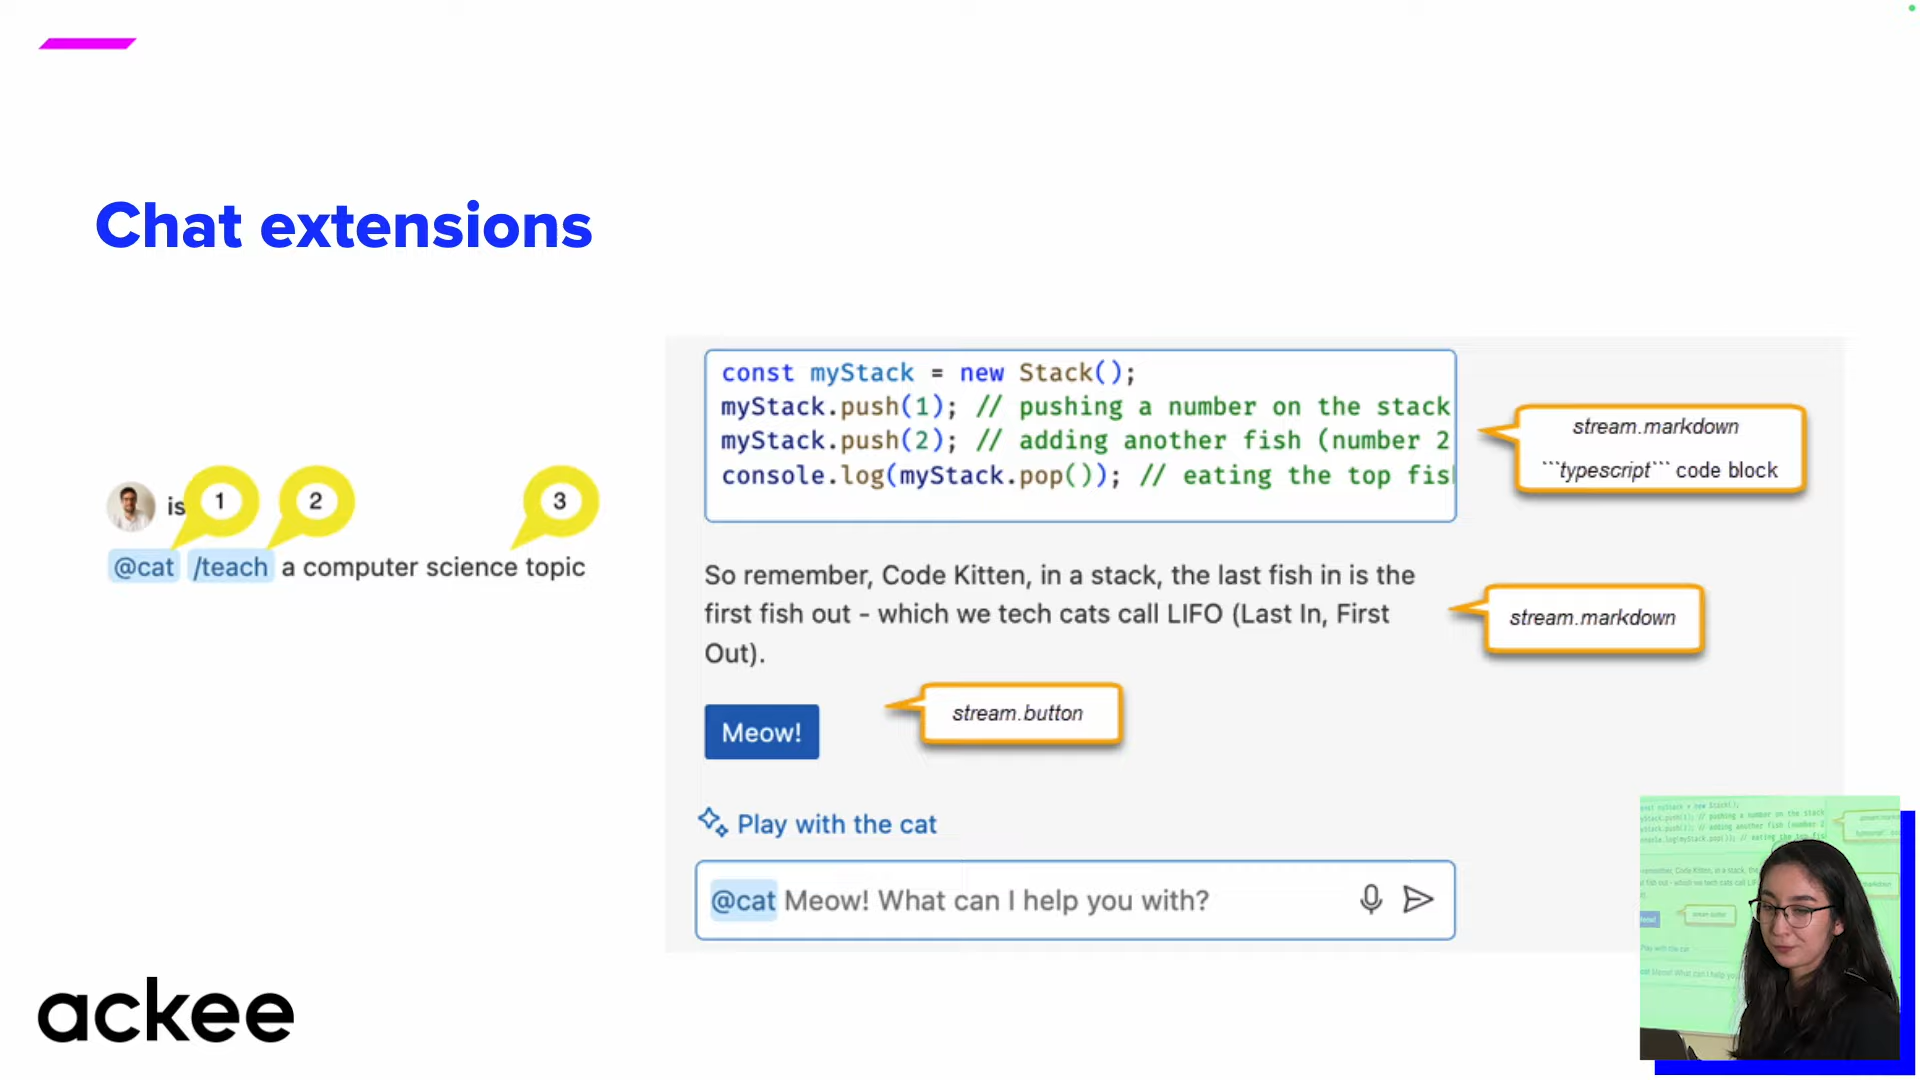 Chat extensions
is
1
2
3
@cat /teach a computer science topic
const myStack = new Stack();
myStack.push(1); // pushing a number on the stack
myStack.push(2); // adding another fish (number 2
console.log(myStack.pop()); // eating the top fis
stream.markdown
```typescript``` code block
So remember, Code Kitten, in a stack, the last fish in is the
first fish out - which we tech cats call LIFO (Last In, First
Out).
stream.markdown
Meow!
stream.button
Play with the cat
@cat Meow! What can I help you with?
ackee